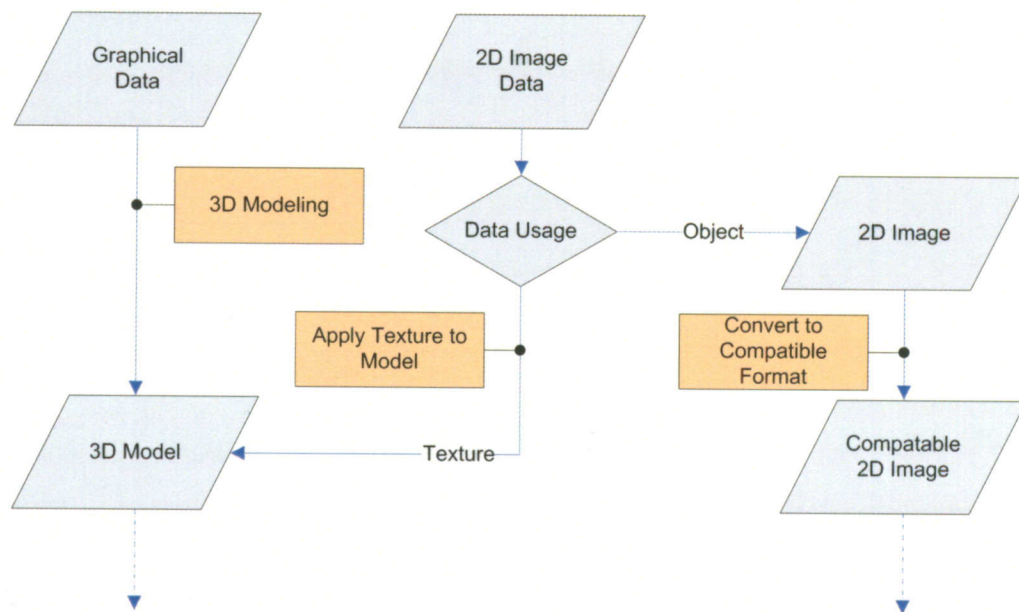 Graphical
Data
2D Image
Data
3D Modeling
Data Usage
Object
2D Image
Apply Texture to
Model
Convert to
Compatible
Format
3D Model
Texture
Compatable
2D Image